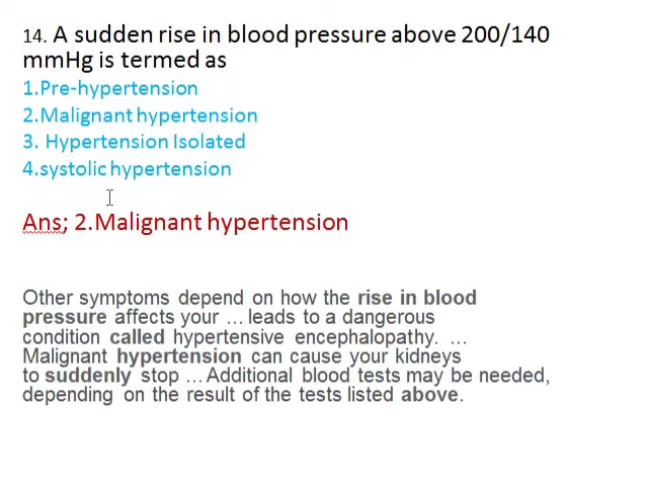 14. A sudden rise in blood pressure above 200/140
mmHg is termed as
1.Pre-hypertension
2.Malignant hypertension
3. Hypertension Isolated
4.systolic hypertension
Ans; 2.Malignant hypertension
Other symptoms depend on how the rise in blood
pressure affects your ... leads to a dangerous
condition called hypertensive encephalopathy. ...
Malignant hypertension can cause your kidneys
to suddenly stop ... Additional blood tests may be needed,
depending on the result of the tests listed above.